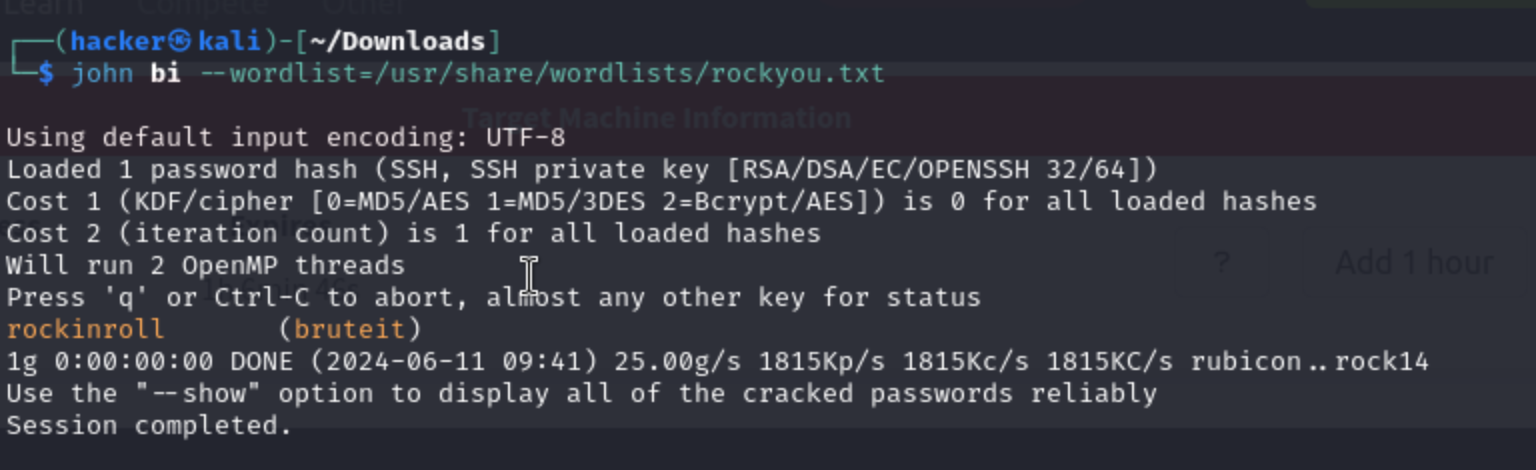 Learn Compete Other
┌──(hacker㉿kali)-[~/Downloads]
└─$ john bi --wordlist=/usr/share/wordlists/rockyou.txt
Target Machine Information
Using default input encoding: UTF-8
Loaded 1 password hash (SSH, SSH private key [RSA/DSA/EC/OPENSSH 32/64])
Cost 1 (KDF/cipher [0=MD5/AES 1=MD5/3DES 2=Bcrypt/AES]) is 0 for all loaded hashes
Expires
Cost 2 (iteration count) is 1 for all loaded hashes
Will run 2 OpenMP threads
? Add 1 hour
Press 'q' or Ctrl-C to abort, almost any other key for status
rockinroll (bruteit)
1g 0:00:00:00 DONE (2024-06-11 09:41) 25.00g/s 1815Kp/s 1815Kc/s 1815KC/s rubicon..rock14
Use the "--show" option to display all of the cracked passwords reliably
Session completed.